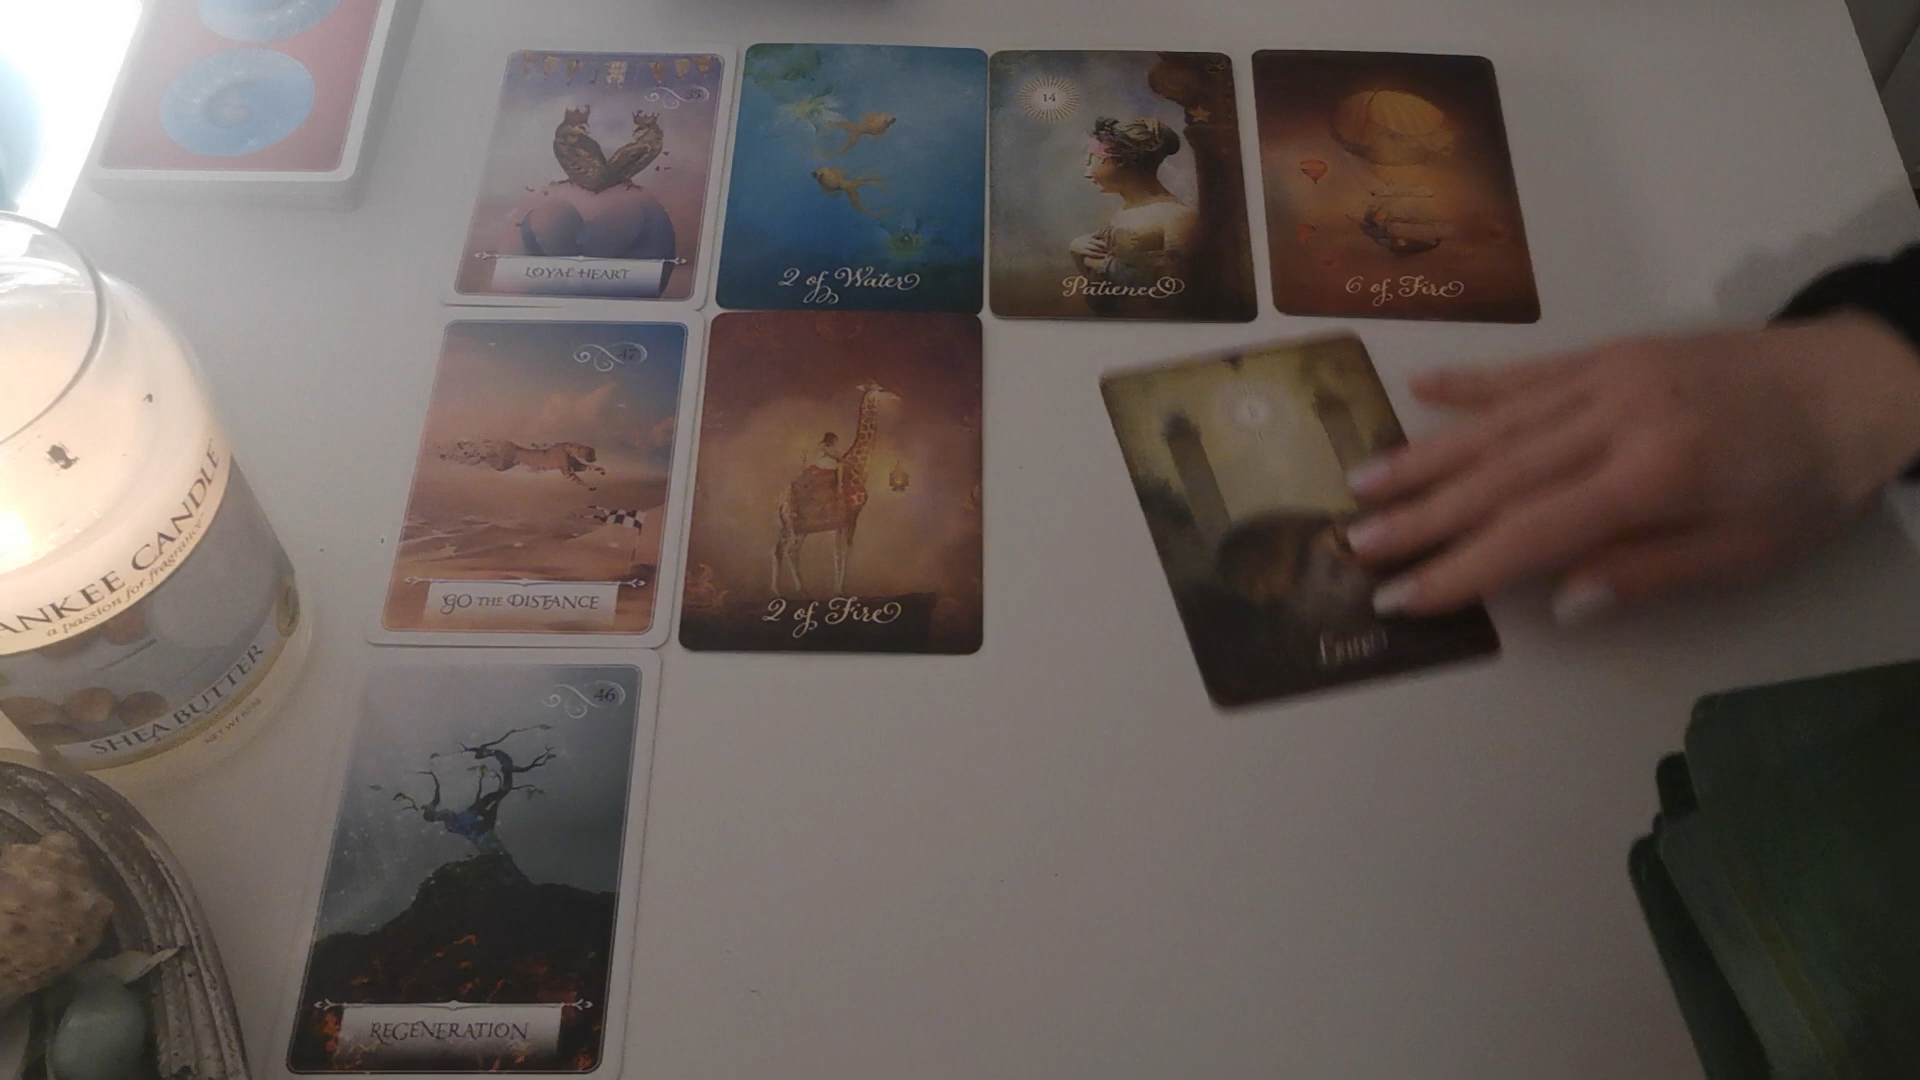 35
LOYAL HEART
2 of Water
14
Patience
6 of Fire
47
GO THE DISTANCE
2 of Fire
46
REGENERATION
YANKEE CANDLE
a passion for fragrance
SHEA BUTTER